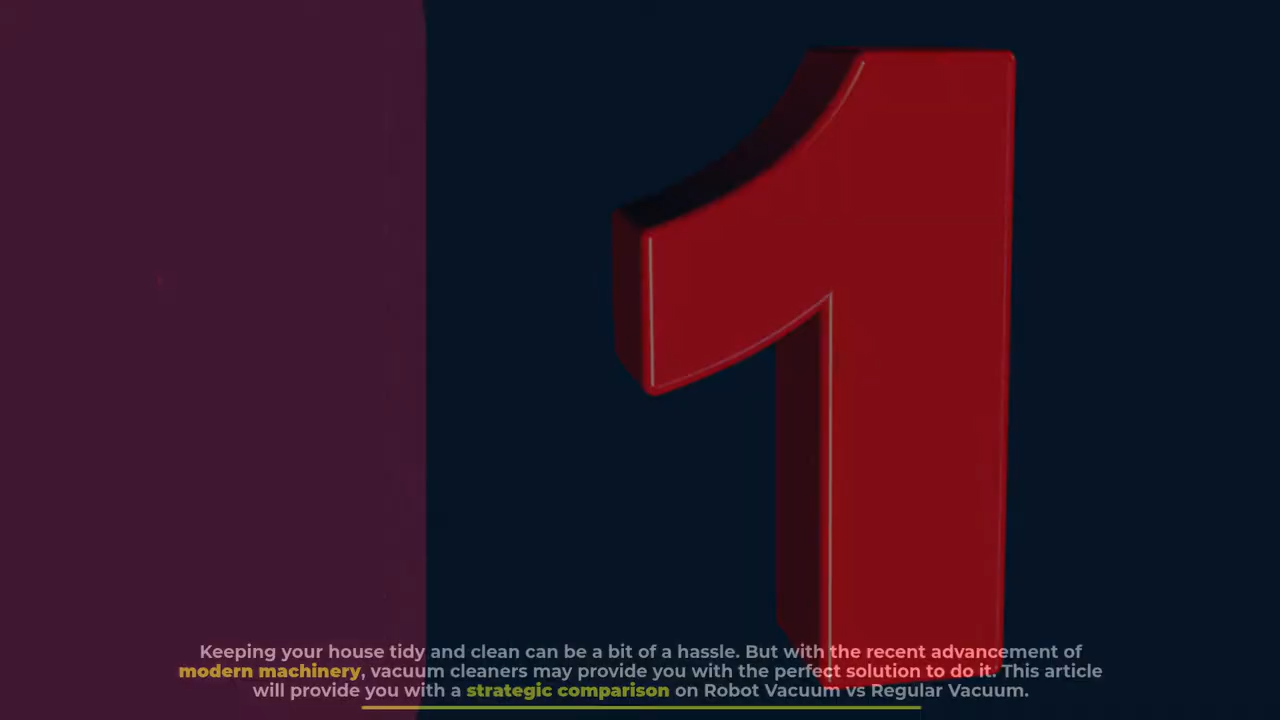 1
Keeping your house tidy and clean can be a bit of a hassle. But with the recent advancement of
modern machinery, vacuum cleaners may provide you with the perfect solution to do it. This article
will provide you with a strategic comparison on Robot Vacuum vs Regular Vacuum.